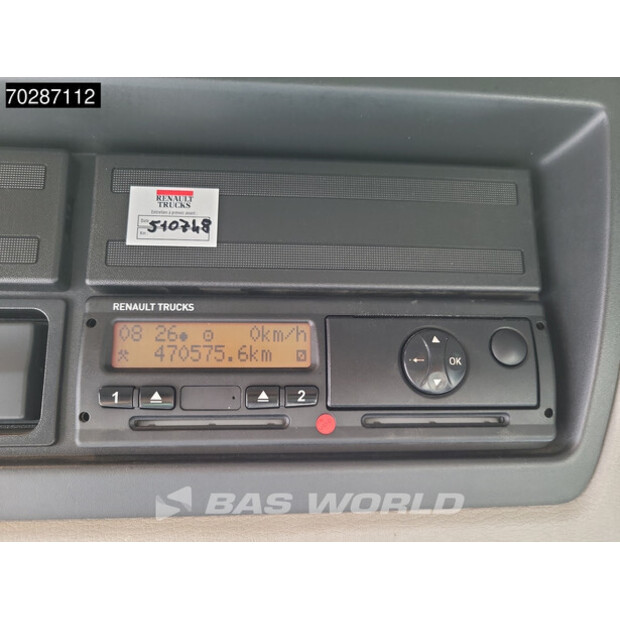 70287112
RENAULT
TRUCKS
510748
RENAULT TRUCKS
08 26 0km/h
470575.6km
1
2
OK
BAS WORLD